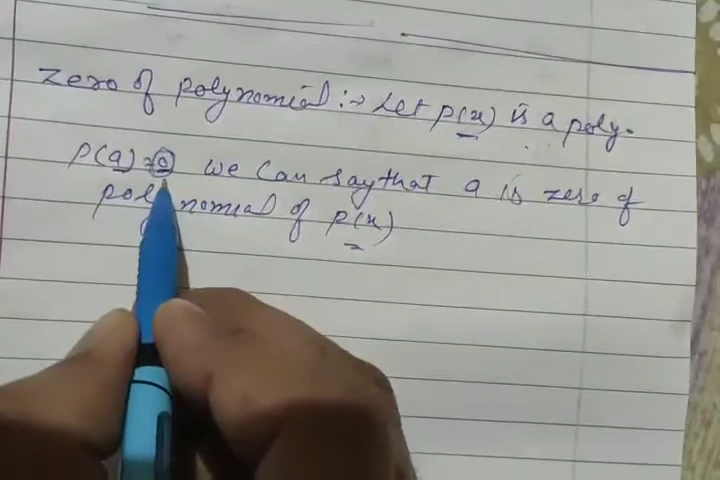 Zero of polynomial :- Let p(x) is a poly.
p(a)=0 we can say that a is zero of
polynomial of p(x)